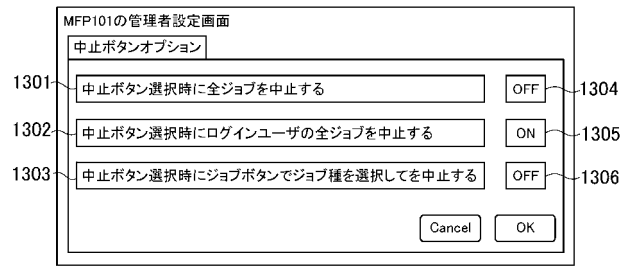 MFP101の管理者設定画面
中止ボタンオプション
1301 中止ボタン選択時に全ジョブを中止する OFF 1304
1302 中止ボタン選択時にログインユーザの全ジョブを中止する ON 1305
1303 中止ボタン選択時にジョブボタンでジョブ種を選択してを中止する OFF 1306
Cancel OK